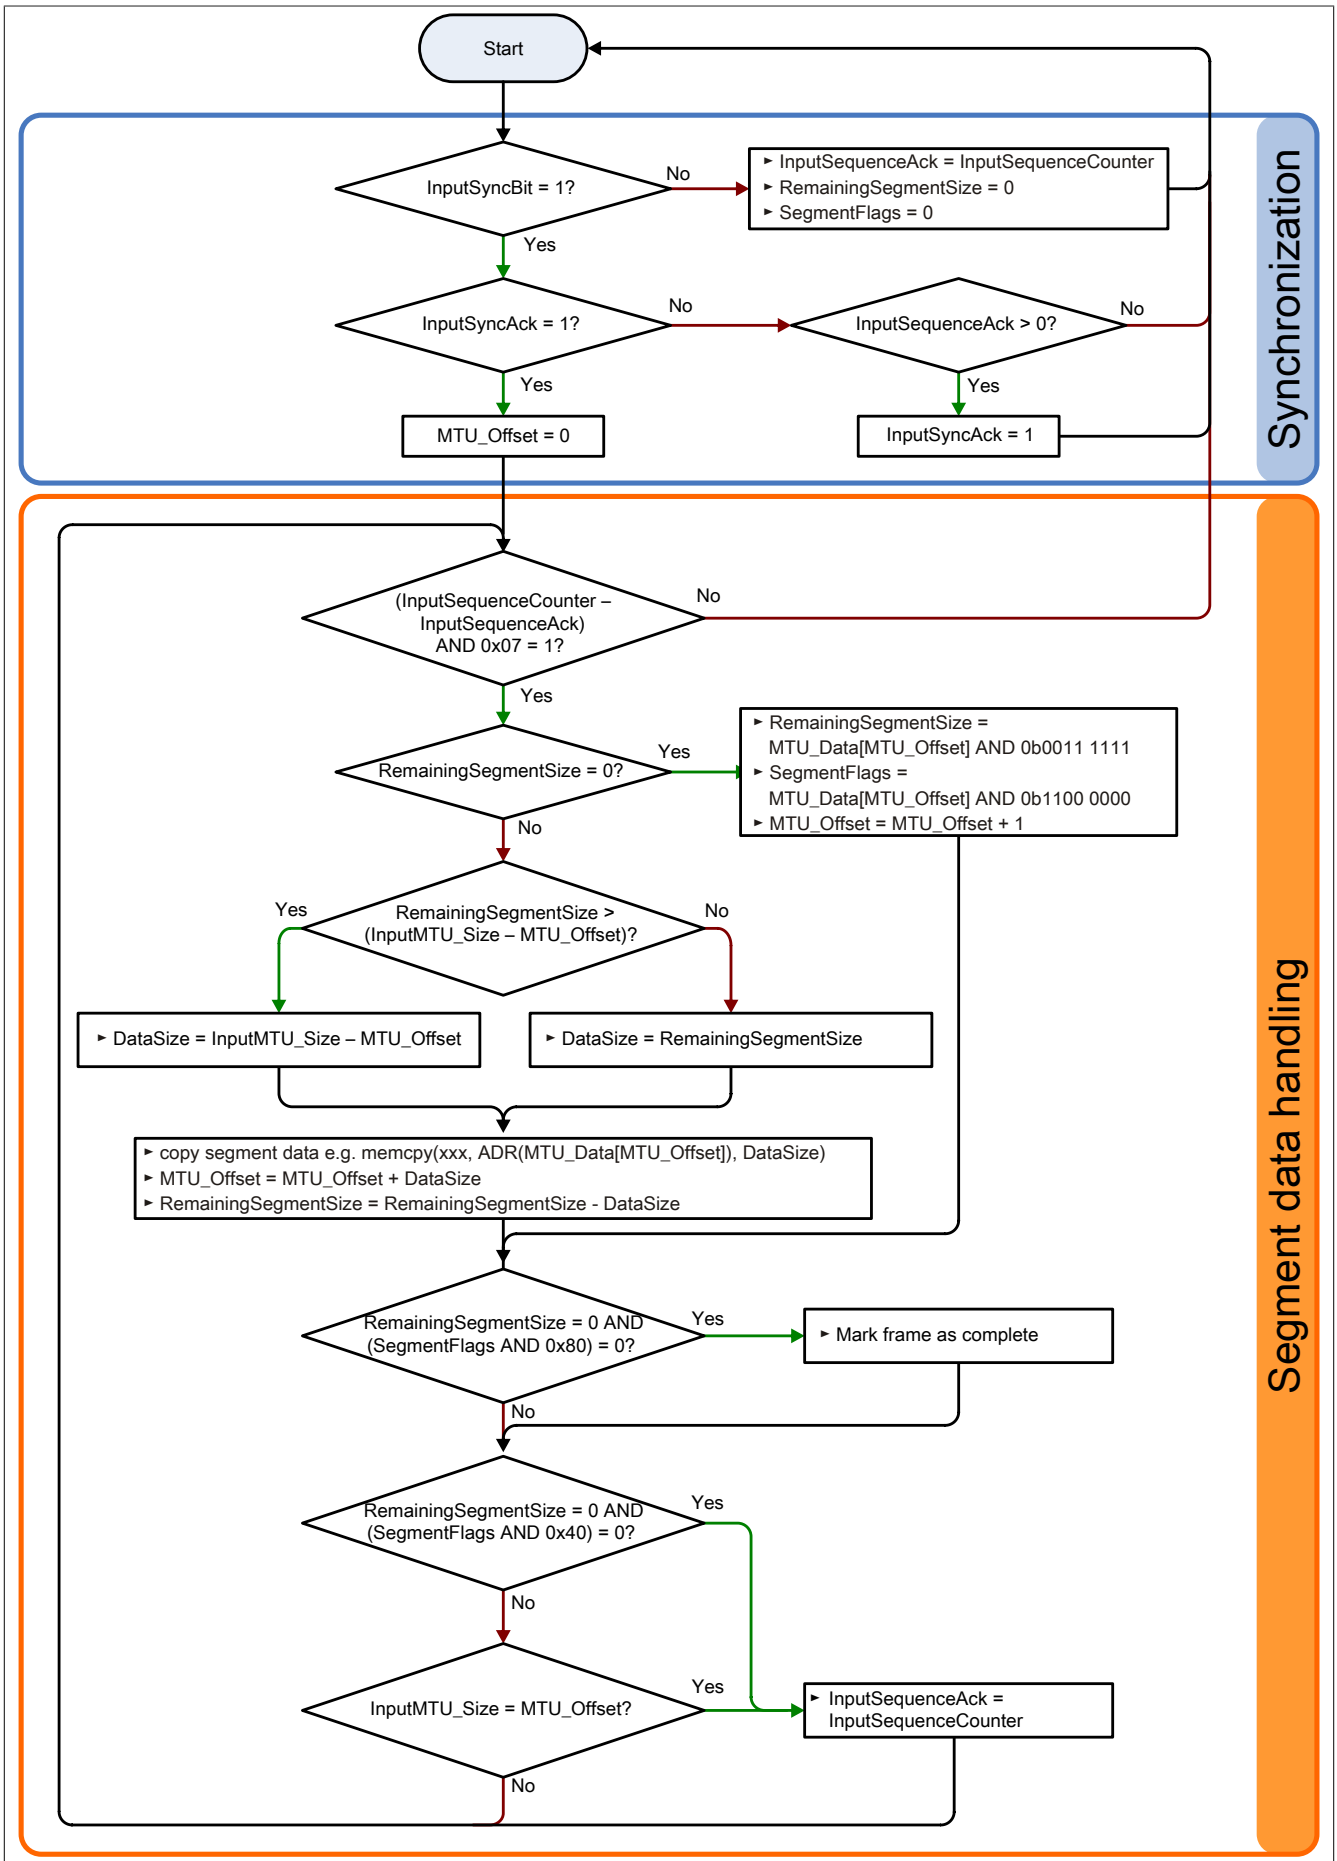 Start
InputSyncBit = 1?
No
► InputSequenceAck = InputSequenceCounter
► RemainingSegmentSize = 0
► SegmentFlags = 0
Yes
InputSyncAck = 1?
No
InputSequenceAck > 0?
No
Yes
Yes
MTU_Offset = 0
InputSyncAck = 1
Synchronization
(InputSequenceCounter –
InputSequenceAck)
AND 0x07 = 1?
No
Yes
RemainingSegmentSize = 0?
Yes
► RemainingSegmentSize =
MTU_Data[MTU_Offset] AND 0b0011 1111
► SegmentFlags =
MTU_Data[MTU_Offset] AND 0b1100 0000
► MTU_Offset = MTU_Offset + 1
No
RemainingSegmentSize >
(InputMTU_Size – MTU_Offset)?
Yes
No
► DataSize = InputMTU_Size – MTU_Offset
► DataSize = RemainingSegmentSize
► copy segment data e.g. memcpy(xxx, ADR(MTU_Data[MTU_Offset]), DataSize)
► MTU_Offset = MTU_Offset + DataSize
► RemainingSegmentSize = RemainingSegmentSize - DataSize
RemainingSegmentSize = 0 AND
(SegmentFlags AND 0x80) = 0?
Yes
► Mark frame as complete
No
RemainingSegmentSize = 0 AND
(SegmentFlags AND 0x40) = 0?
Yes
No
InputMTU_Size = MTU_Offset?
Yes
► InputSequenceAck =
InputSequenceCounter
No
Segment data handling